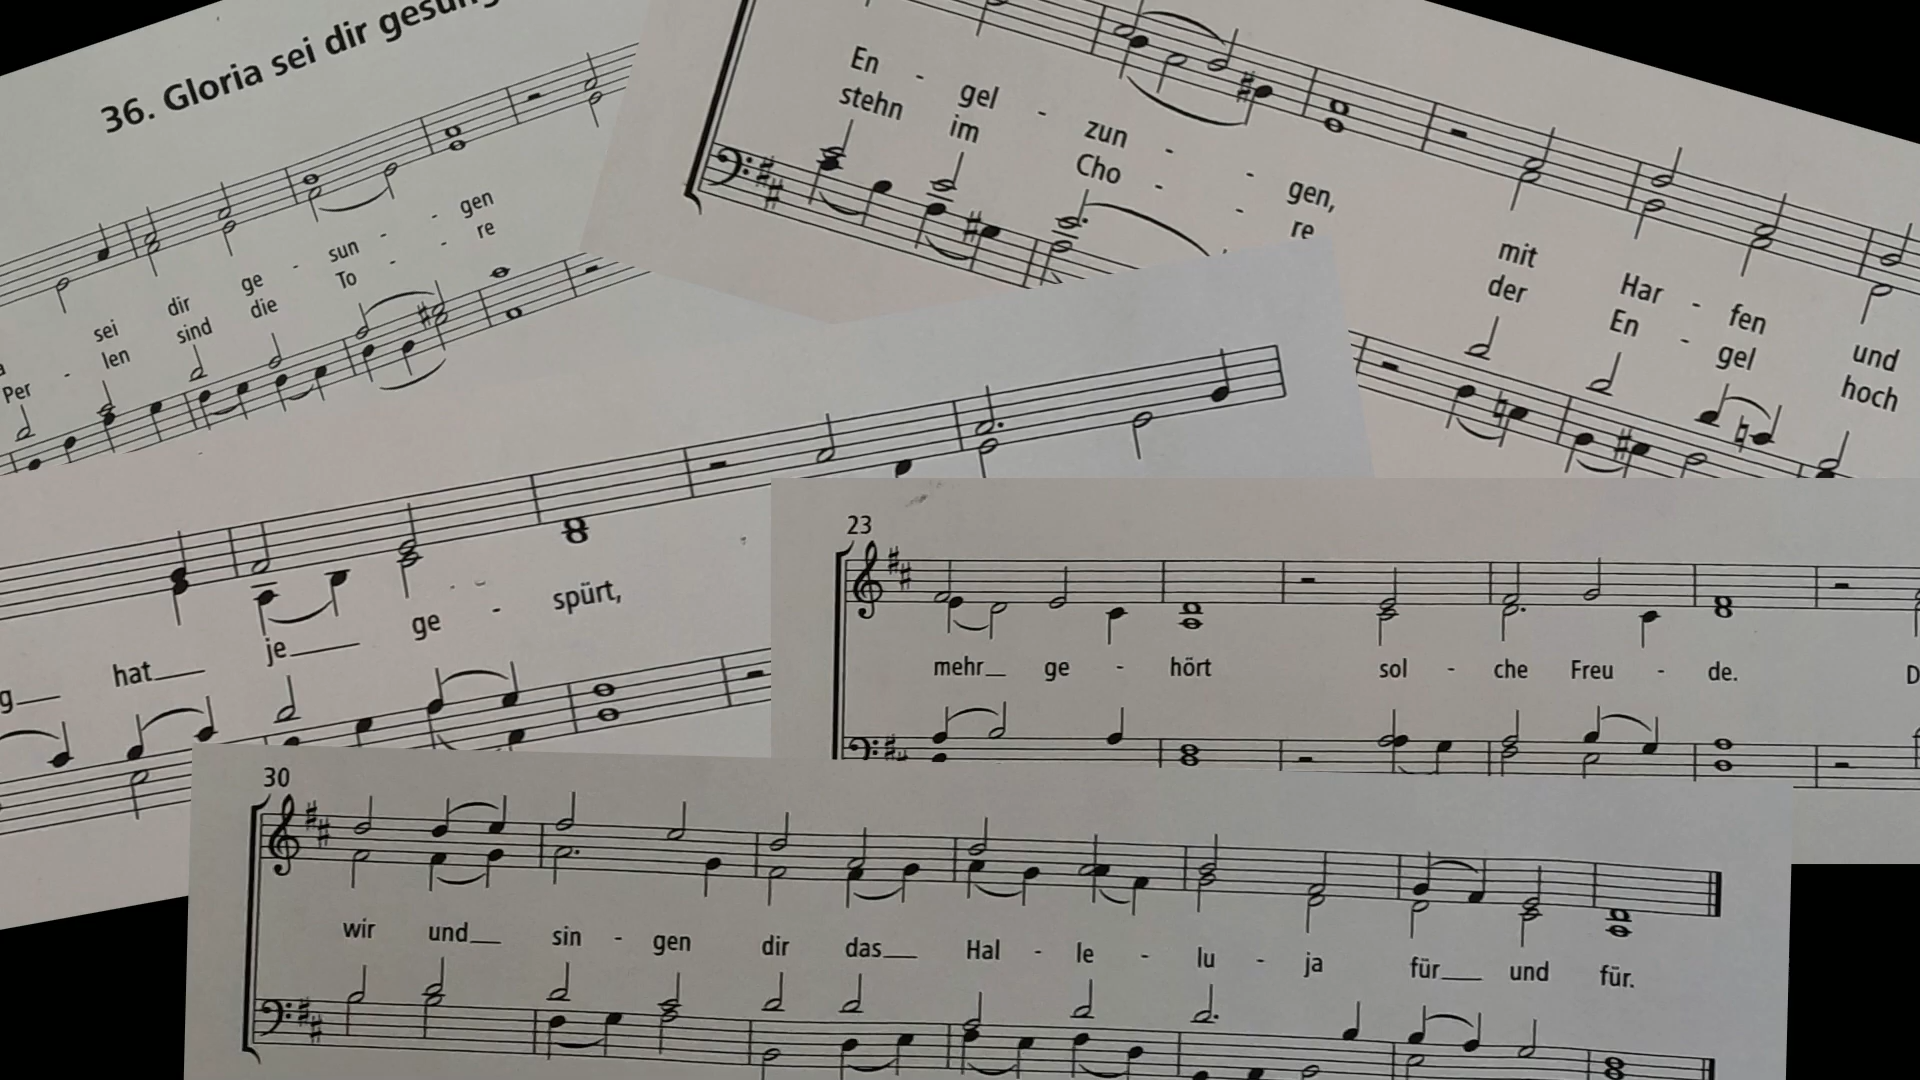 36. Gloria sei dir gesun
sei dir ge - sun - gen
Per - len sind die To - re
En - gel - zun - gen,
stehn im Cho - re
mit Har - fen und
der En - gel hoch
hat je ge - spürt,
23
mehr ge - hört sol - che Freu - de. D
30
wir und sin - gen dir das Hal - le - lu - ja für und für.